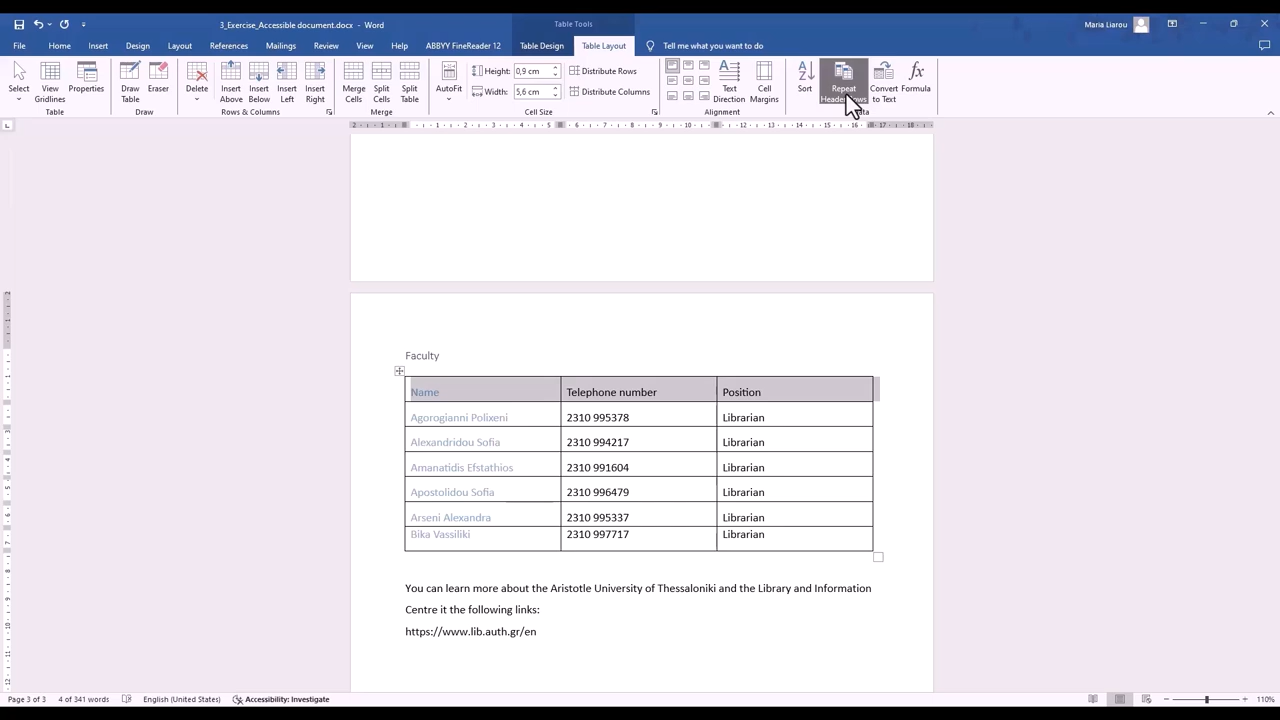 3_Exercise_Accessible document.docx - Word
Table Tools
Maria Liarou
File Home Insert Design Layout References Mailings Review View Help ABBYY FineReader 12 Table Design Table Layout Tell me what you want to do
Select
View Gridlines
Properties
Table
Draw Table
Eraser
Draw
Delete
Insert Above
Insert Below
Insert Left
Insert Right
Rows & Columns
Merge Cells
Split Cells
Split Table
Merge
AutoFit
Height: 0,9 cm
Width: 5,6 cm
Distribute Rows
Distribute Columns
Cell Size
Text Direction
Cell Margins
Alignment
Sort
Repeat
Convert to Text
Formula
Faculty
Name Telephone number Position
Agorogianni Polixeni 2310 995378 Librarian
Alexandridou Sofia 2310 994217 Librarian
Amanatidis Efstathios 2310 991604 Librarian
Apostolidou Sofia 2310 996479 Librarian
Arseni Alexandra 2310 995337 Librarian
Bika Vassiliki 2310 997717 Librarian
You can learn more about the Aristotle University of Thessaloniki and the Library and Information
Centre it the following links:
https://www.lib.auth.gr/en
Page 3 of 3 4 of 341 words English (United States) Accessibility: Investigate 110%